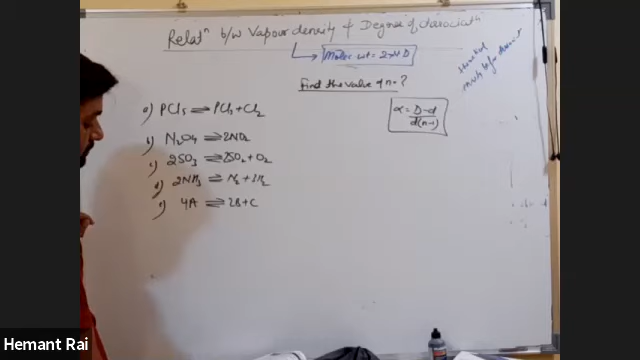 Relatn b/w Vapour density & Degree of dissociatn
Molec. wt = 2 × V.D
Find the value of n = ?
α = D-d / d(n-1)
a) PCl5 ⇌ PCl3 + Cl2
b) N2O4 ⇌ 2NO2
c) 2SO3 ⇌ 2SO2 + O2
d) 2NH3 ⇌ N2 + 3H2
e) 4A ⇌ 2B + C
Hemant Rai